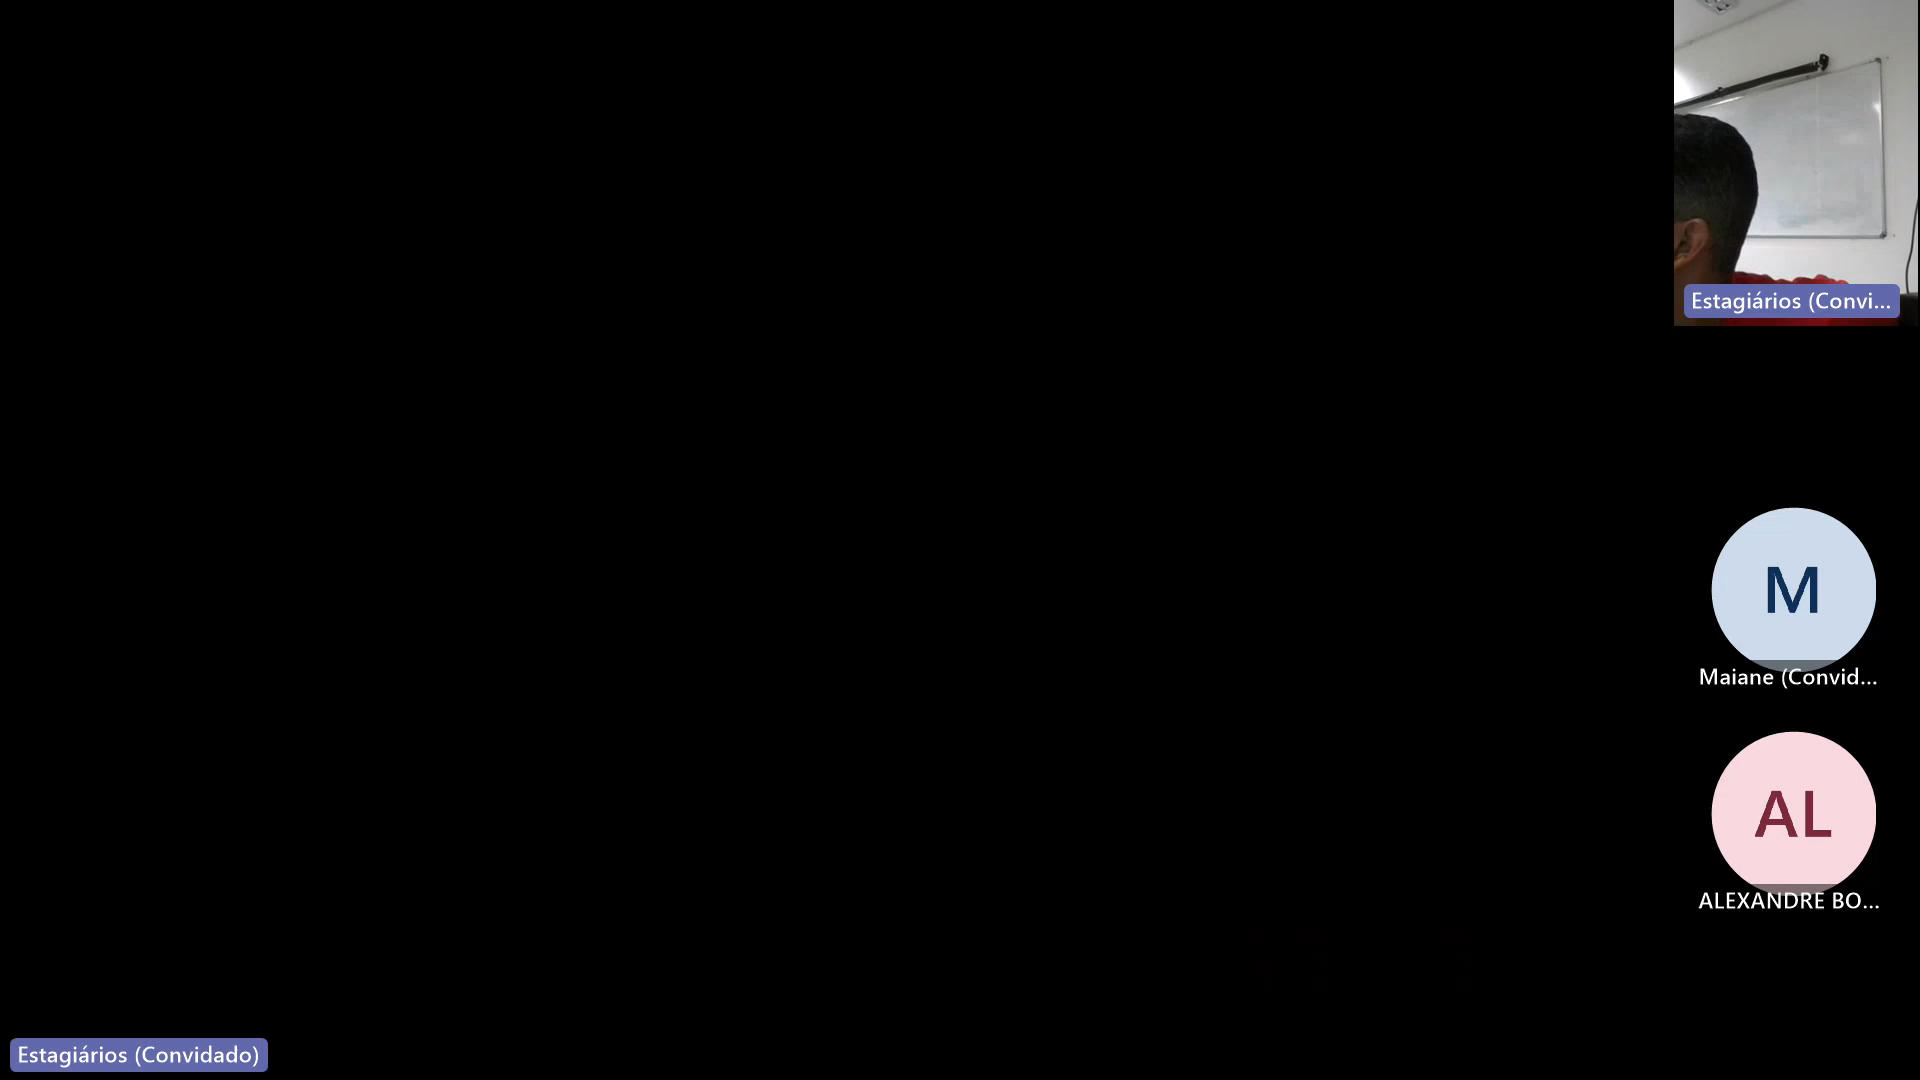 Estagiários (Convi...
M
Maiane (Convid...
AL
ALEXANDRE BO...
Estagiários (Convidado)